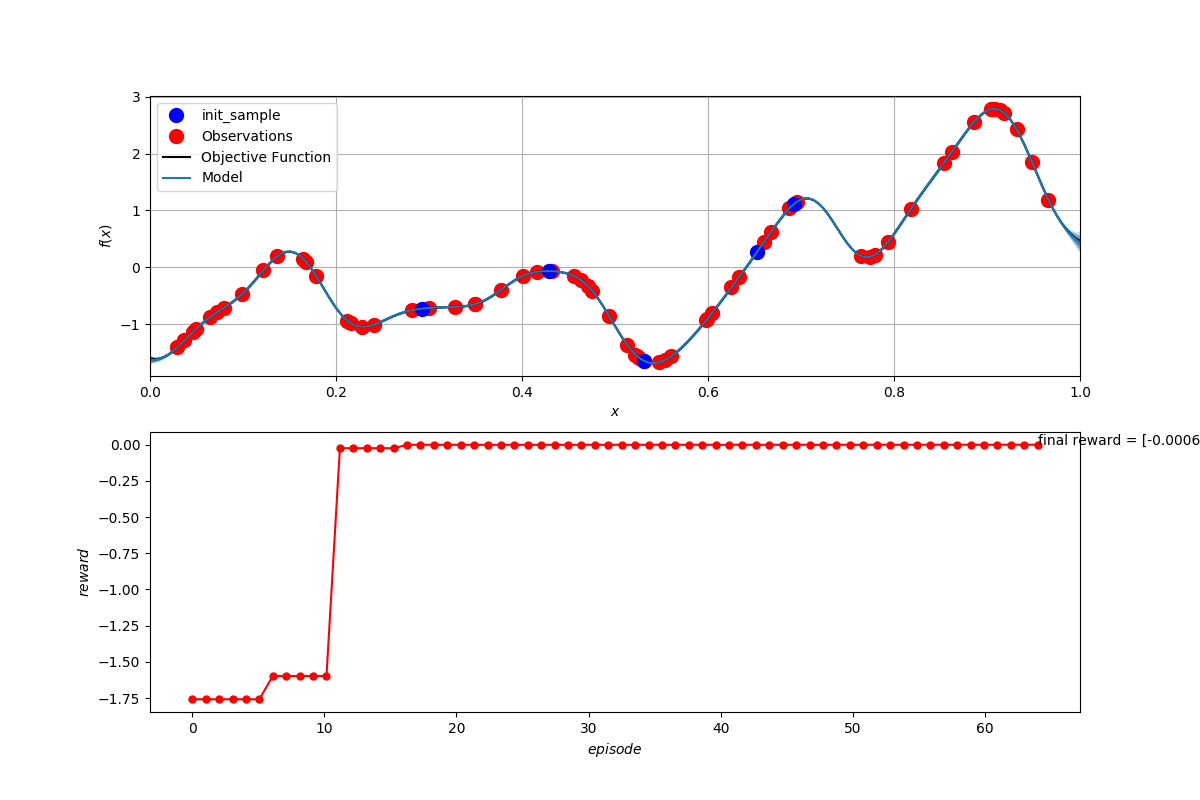 3
2
1
0
−1
f(x)
init_sample
Observations
Objective Function
Model
0.0 0.2 0.4 0.6 0.8 1.0
x
final reward = [-0.0006
0.00
−0.25
−0.50
−0.75
−1.00
−1.25
−1.50
−1.75
reward
0 10 20 30 40 50 60
episode